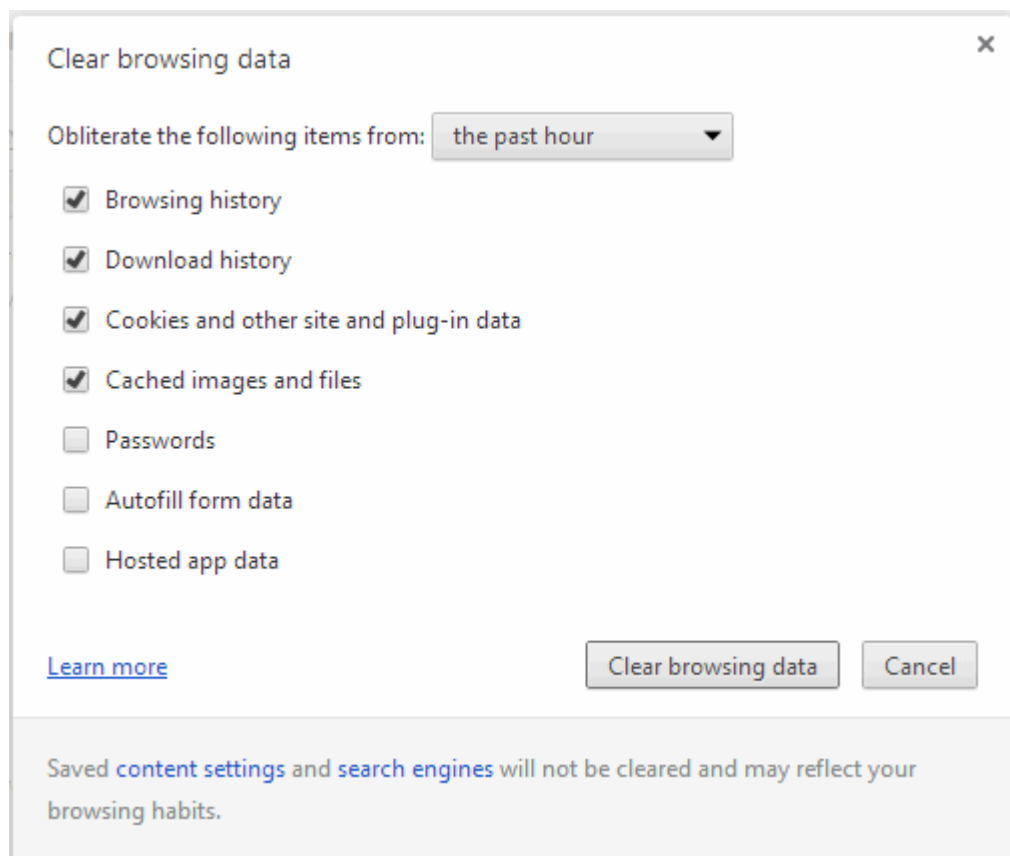 Clear browsing data
Obliterate the following items from: the past hour
Browsing history
Download history
Cookies and other site and plug-in data
Cached images and files
Passwords
Autofill form data
Hosted app data
Learn more Clear browsing data Cancel
Saved content settings and search engines will not be cleared and may reflect your
browsing habits.